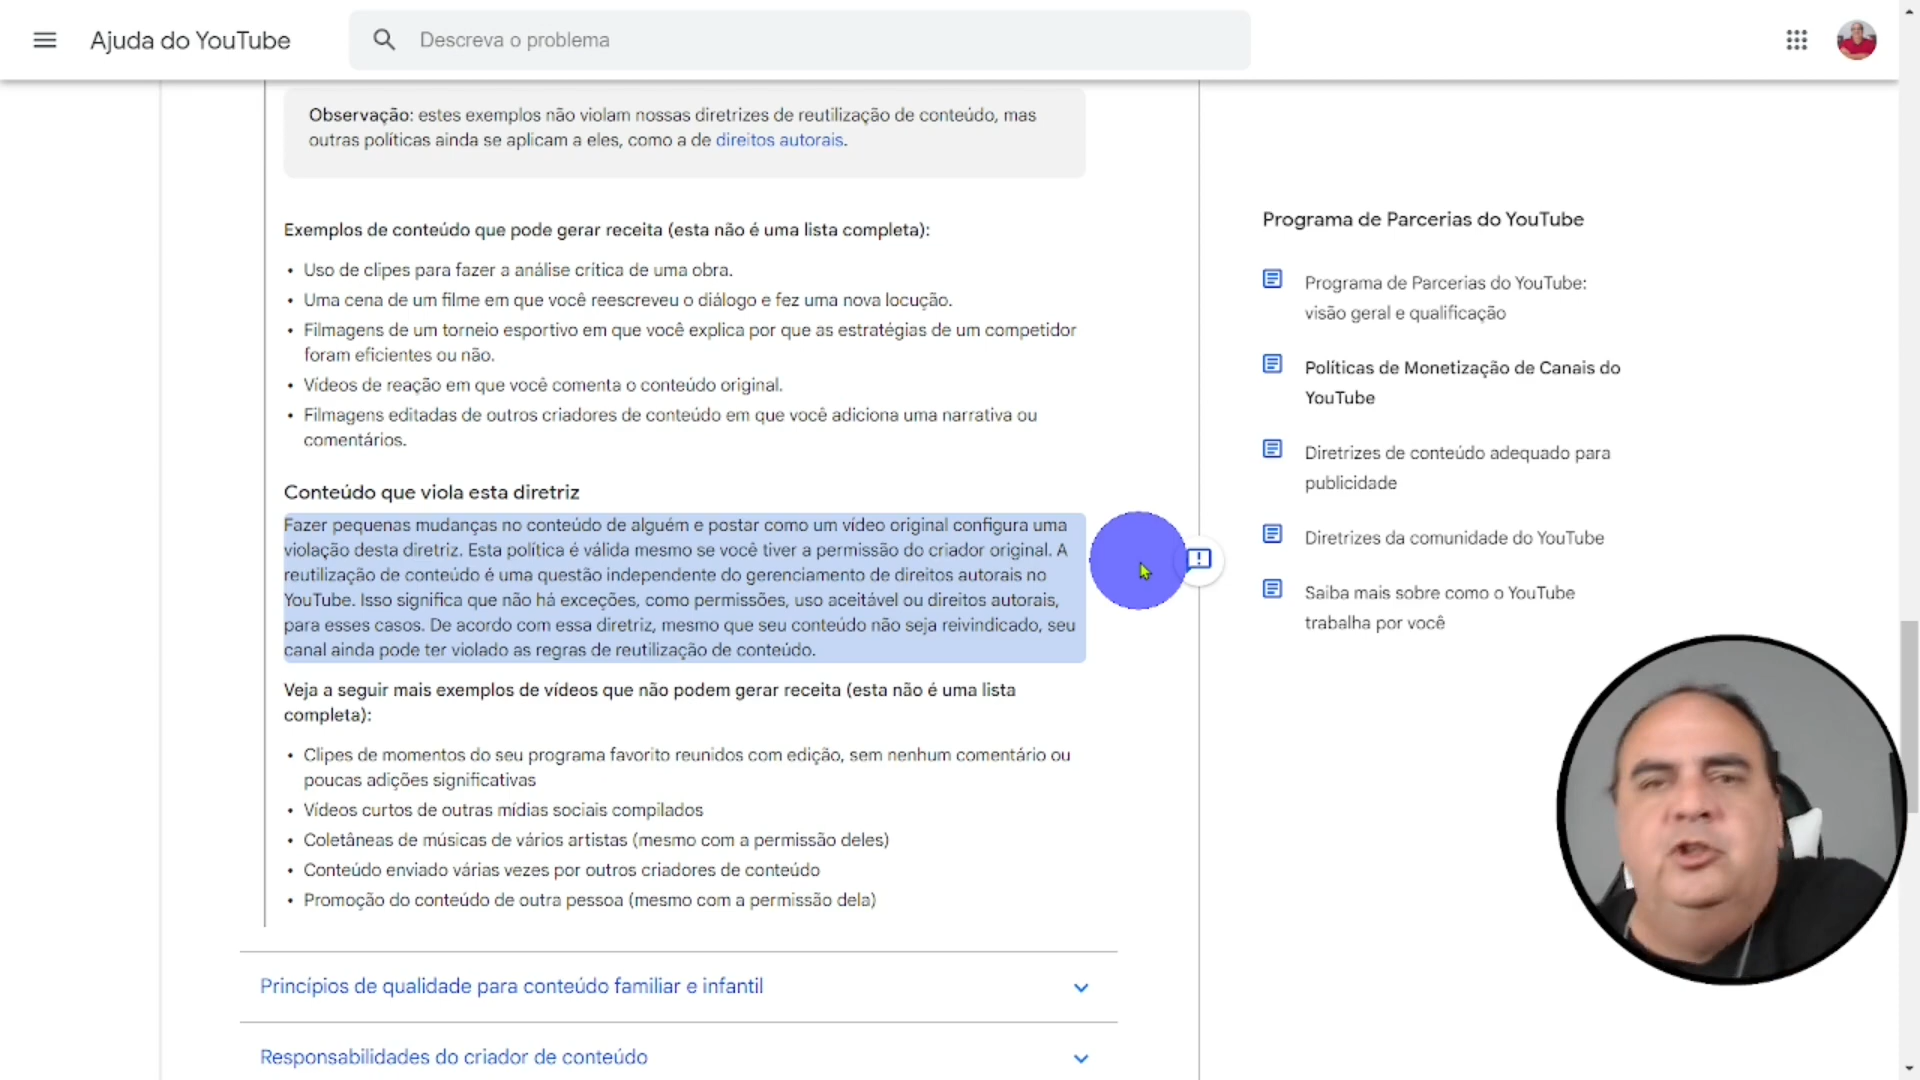 Ajuda do YouTube
Descreva o problema
Observação: estes exemplos não violam nossas diretrizes de reutilização de conteúdo, mas
outras políticas ainda se aplicam a eles, como a de direitos autorais.
Exemplos de conteúdo que pode gerar receita (esta não é uma lista completa):
• Uso de clipes para fazer a análise crítica de uma obra.
• Uma cena de um filme em que você reescreveu o diálogo e fez uma nova locução.
• Filmagens de um torneio esportivo em que você explica por que as estratégias de um competidor
foram eficientes ou não.
• Vídeos de reação em que você comenta o conteúdo original.
• Filmagens editadas de outros criadores de conteúdo em que você adiciona uma narrativa ou
comentários.
Conteúdo que viola esta diretriz
Fazer pequenas mudanças no conteúdo de alguém e postar como um vídeo original configura uma
violação desta diretriz. Esta política é válida mesmo se você tiver a permissão do criador original. A
reutilização de conteúdo é uma questão independente do gerenciamento de direitos autorais no
YouTube. Isso significa que não há exceções, como permissões, uso aceitável ou direitos autorais,
para esses casos. De acordo com essa diretriz, mesmo que seu conteúdo não seja reivindicado, seu
canal ainda pode ter violado as regras de reutilização de conteúdo.
Veja a seguir mais exemplos de vídeos que não podem gerar receita (esta não é uma lista
completa):
• Clipes de momentos do seu programa favorito reunidos com edição, sem nenhum comentário ou
poucas adições significativas
• Vídeos curtos de outras mídias sociais compilados
• Coletâneas de músicas de vários artistas (mesmo com a permissão deles)
• Conteúdo enviado várias vezes por outros criadores de conteúdo
• Promoção do conteúdo de outra pessoa (mesmo com a permissão dela)
Princípios de qualidade para conteúdo familiar e infantil
Responsabilidades do criador de conteúdo
Programa de Parcerias do YouTube
Programa de Parcerias do YouTube:
visão geral e qualificação
Políticas de Monetização de Canais do
YouTube
Diretrizes de conteúdo adequado para
publicidade
Diretrizes da comunidade do YouTube
Saiba mais sobre como o YouTube
trabalha por você